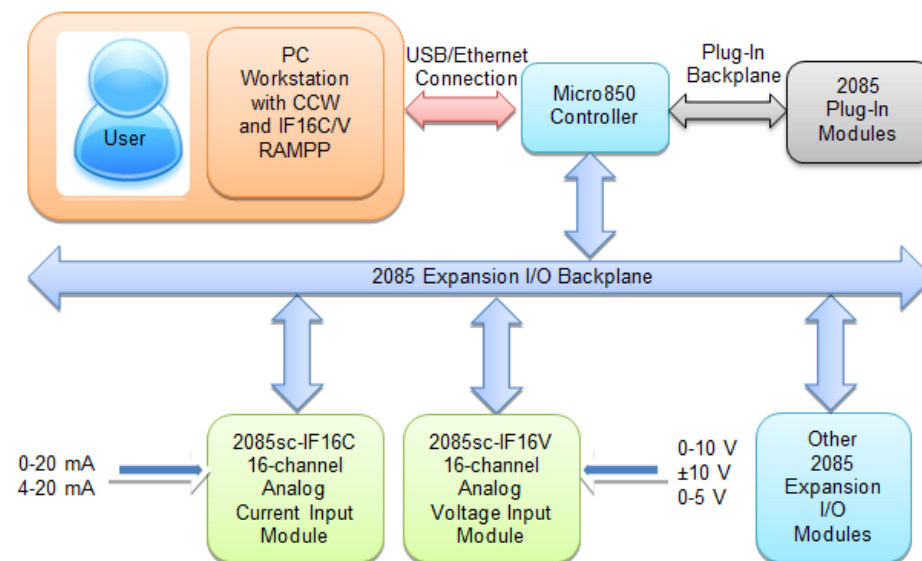 User
PC
Workstation
with CCW
and IF16C/V
RAMPP
USB/Ethernet
Connection
Micro850
Controller
Plug-In
Backplane
2085
Plug-In
Modules
2085 Expansion I/O Backplane
0-20 mA
4-20 mA
2085sc-IF16C
16-channel
Analog
Current Input
Module
2085sc-IF16V
16-channel
Analog
Voltage Input
Module
0-10 V
±10 V
0-5 V
Other
2085
Expansion
I/O
Modules